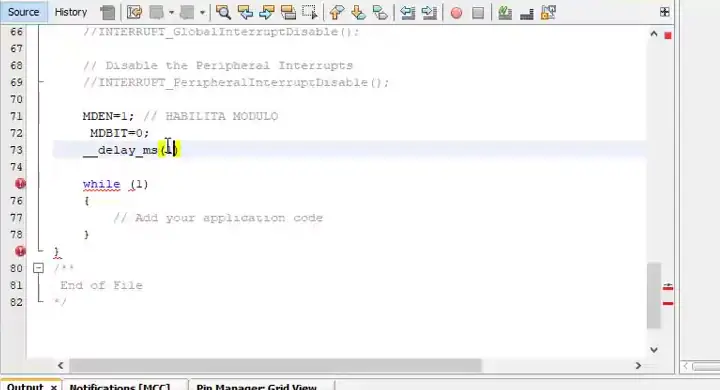 Source History
66 //INTERRUPT_GlobalInterruptDisable();
67
68 // Disable the Peripheral Interrupts
69 //INTERRUPT_PeripheralInterruptDisable();
70
71 MDEN=1; // HABILITA MODULO
72 MDBIT=0;
73 __delay_ms(1)
74
while (1)
76 {
77 // Add your application code
78 }
}
80 /**
81 End of File
82 */
Output Notifications [MCC] Pin Manager: Grid View